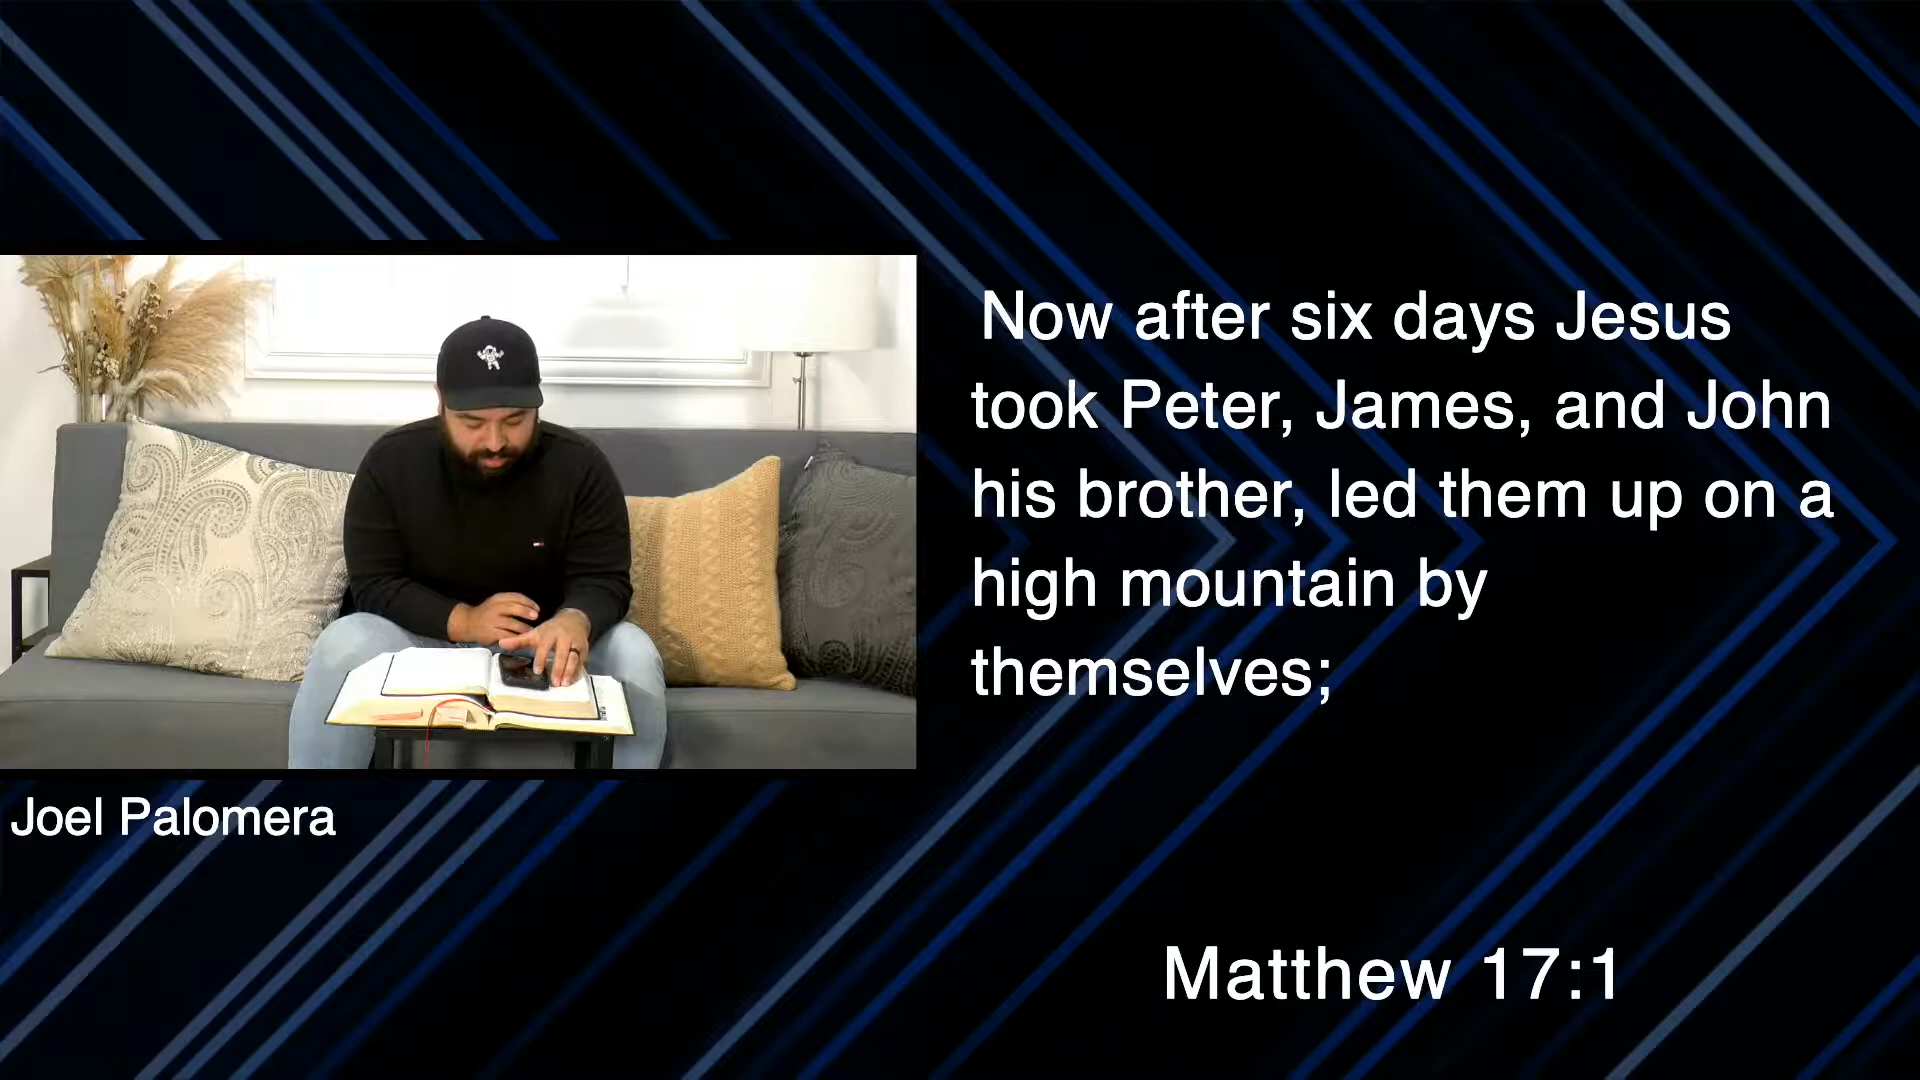 Now after six days Jesus
took Peter, James, and John
his brother, led them up on a
high mountain by
themselves;
Joel Palomera
Matthew 17:1